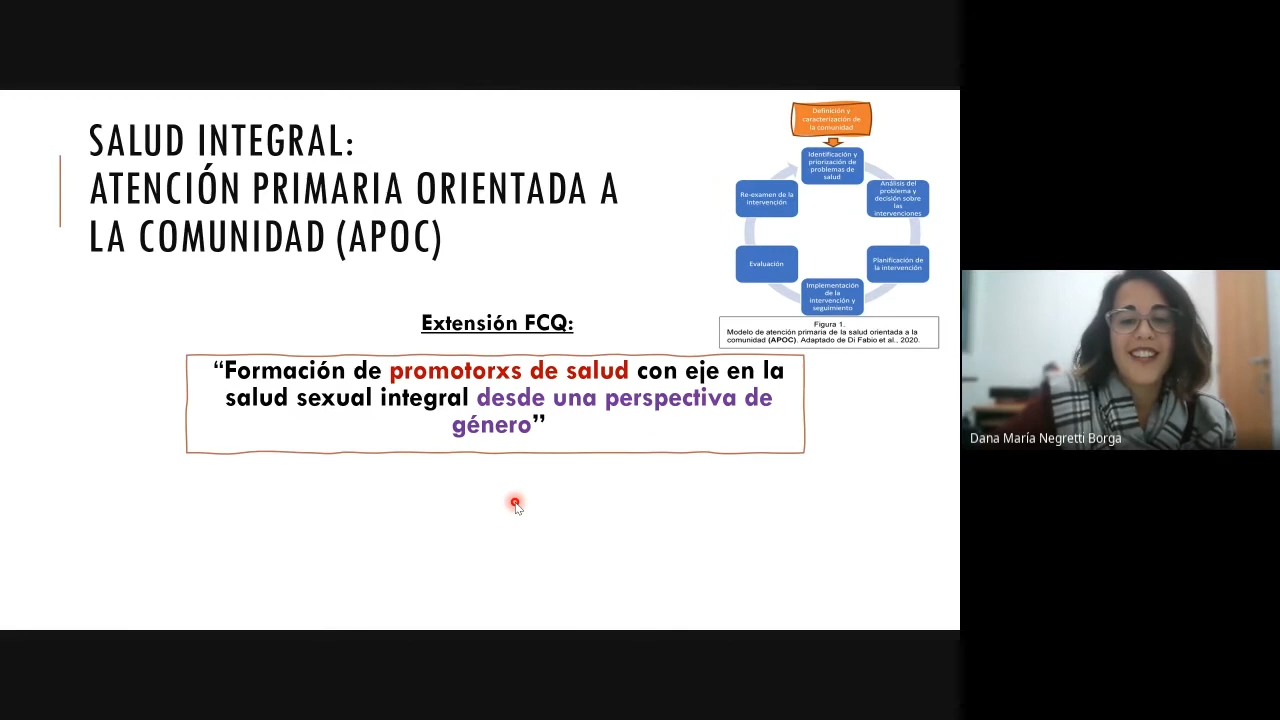 SALUD INTEGRAL:
ATENCIÓN PRIMARIA ORIENTADA A
LA COMUNIDAD (APOC)
Definición y
caracterización de
la comunidad
Identificación y
priorización de
problemas de
salud
Análisis del
problema y
decisión sobre
las
intervenciones
Planificación de
la intervención
Implementación
de la
intervención y
seguimiento
Evaluación
Re-examen de la
intervención
Figura 1.
Modelo de atención primaria de la salud orientada a la
comunidad (APOC). Adaptado de Di Fabio et al., 2020.
Extensión FCQ:
“Formación de promotorxs de salud con eje en la
salud sexual integral desde una perspectiva de
género”
Dana María Negretti Borga